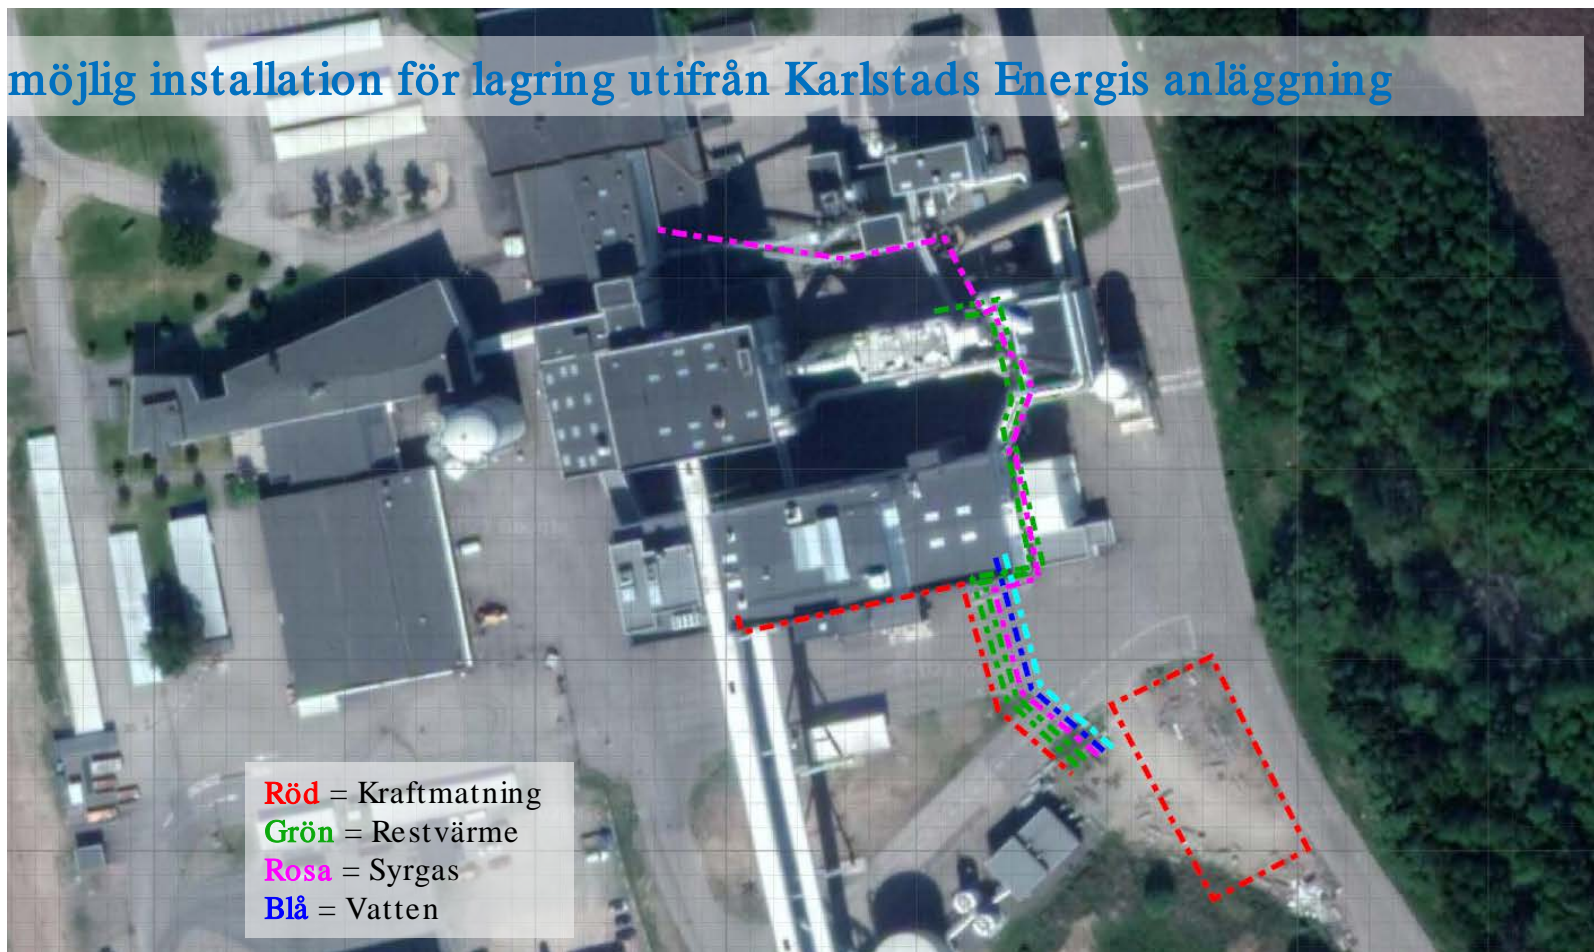 möjlig installation för lagring utifrån Karlstads Energis anläggning
Röd = Kraftmatning
Grön = Restvärme
Rosa = Syrgas
Blå = Vatten